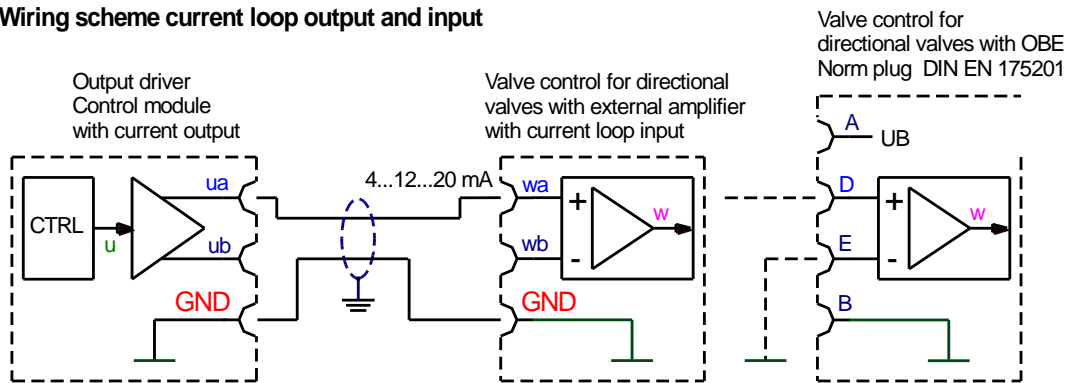 Wiring scheme current loop output and input
Valve control for
directional valves with OBE
Norm plug DIN EN 175201
Output driver
Control module
with current output
Valve control for directional
valves with external amplifier
with current loop input
A
UB
ua
4...12...20 mA
wa
D
CTRL
u
+
w
+
w
ub
wb
-
E
-
GND
GND
B